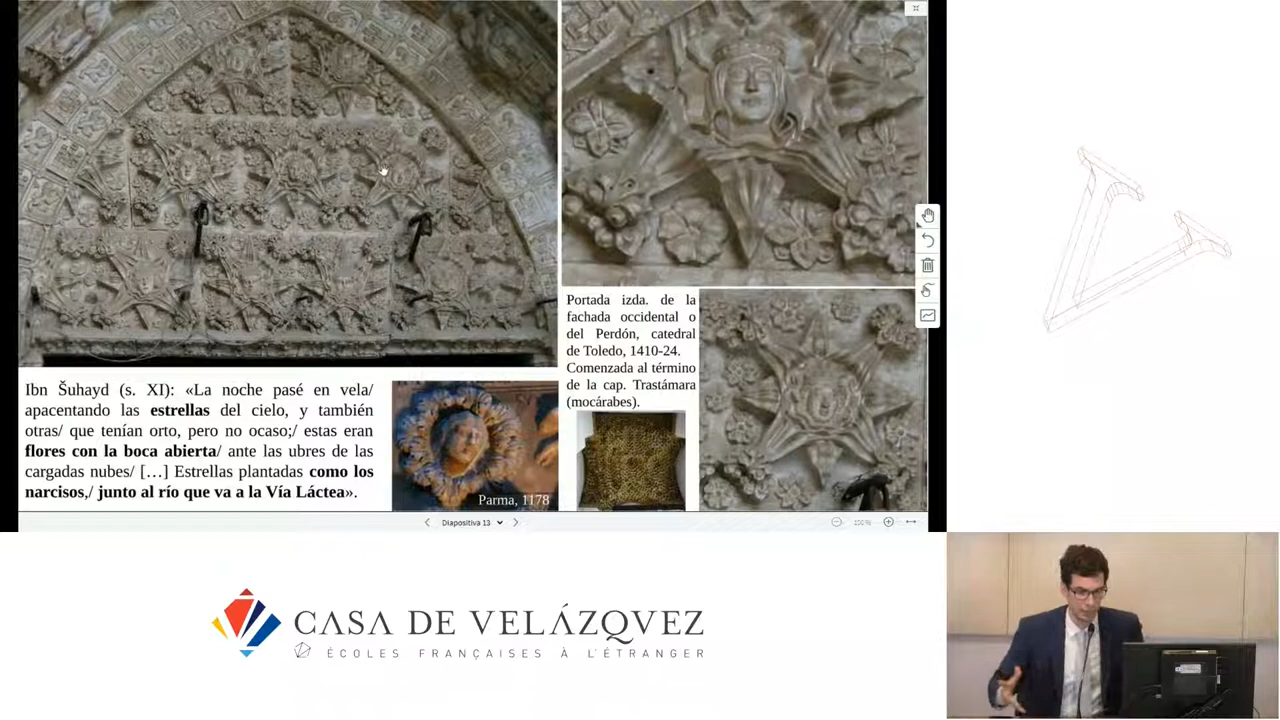 Portada izda. de la
fachada occidental o
del Perdón, catedral
de Toledo, 1410-24.
Comenzada al término
de la cap. Trastámara
(mocárabes).
Ibn Šuhayd (s. XI): «La noche pasé en vela/
apacentando las estrellas del cielo, y también
otras/ que tenían orto, pero no ocaso;/ estas eran
flores con la boca abierta/ ante las ubres de las
cargadas nubes/ […] Estrellas plantadas como los
narcisos,/ junto al río que va a la Vía Láctea».
Parma, 1178
Diapositiva 13
100 %
CASA DE VELÁZQVEZ
ÉCOLES FRANÇAISES À L'ÉTRANGER